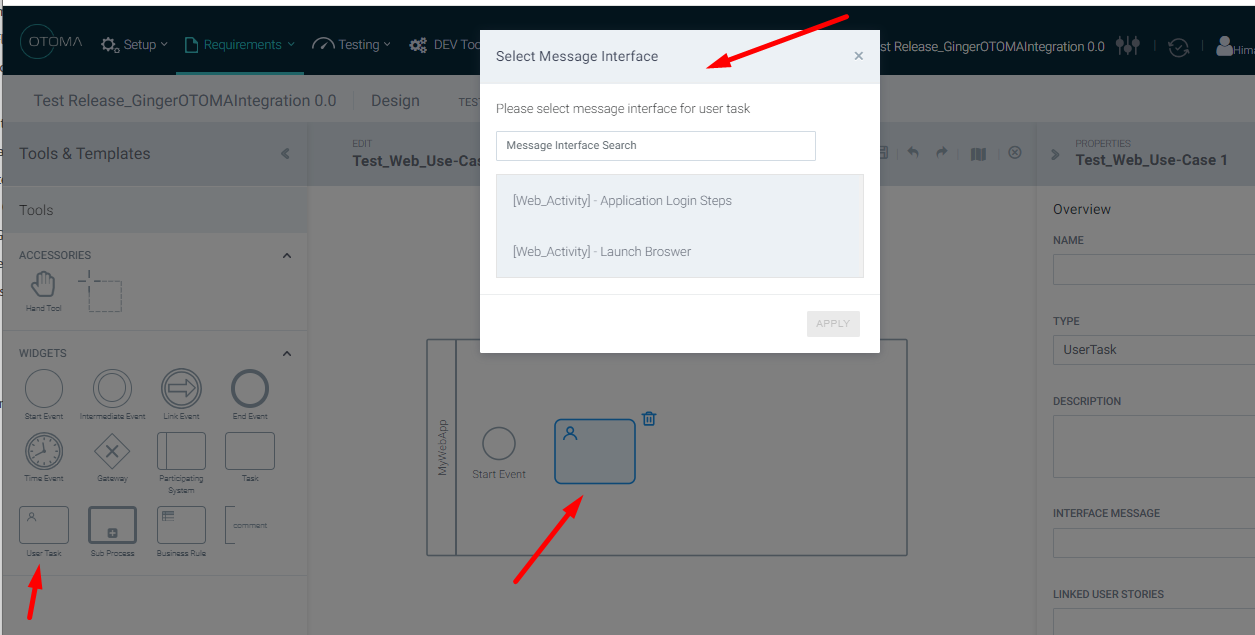 OTOMA
Setup
Requirements
Testing
DEV Too
st Release_GingerOTOMAIntegration 0.0
Hima
Test Release_GingerOTOMAIntegration 0.0
Design
TEST
Select Message Interface
Please select message interface for user task
Message Interface Search
[Web_Activity] - Application Login Steps
[Web_Activity] - Launch Broswer
APPLY
Tools & Templates
EDIT
Test_Web_Use-Cas
PROPERTIES
Test_Web_Use-Case 1
Tools
ACCESSORIES
Hand Tool
WIDGETS
Start Event
Intermediate Event
Link Event
End Event
Time Event
Gateway
Participating
System
Task
User Task
Sub Process
Business Rule
comment
MyWebApp
Start Event
Overview
NAME
TYPE
UserTask
DESCRIPTION
INTERFACE MESSAGE
LINKED USER STORIES